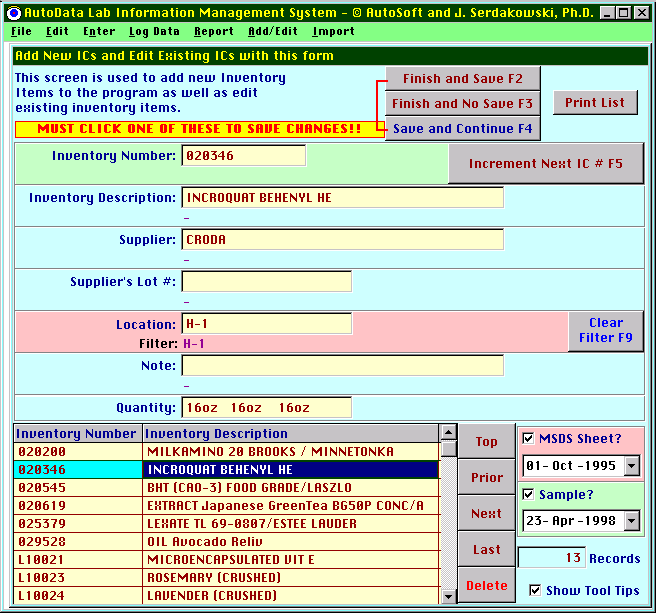 AutoData Lab Information Management System - © AutoSoft and J. Serdakowski, Ph.D.
File Edit Enter Log Data Report Add/Edit Import
Add New ICs and Edit Existing ICs with this form
This screen is used to add new Inventory
Items to the program as well as edit
existing inventory items.
MUST CLICK ONE OF THESE TO SAVE CHANGES!!
Finish and Save F2
Finish and No Save F3
Save and Continue F4
Print List
Inventory Number: 020346
Increment Next IC # F5
Inventory Description: INCROQUAT BEHENYL HE
-
Supplier: CRODA
-
Supplier's Lot #:
-
Location: H-1
Filter: H-1
Clear
Filter F9
Note:
-
Quantity: 16oz 16oz 16oz
Inventory Number Inventory Description
020200 MILKAMINO 20 BROOKS / MINNETONKA
020346 INCROQUAT BEHENYL HE
020545 BHT (CAO-3) FOOD GRADE/LASZLO
020619 EXTRACT Japanese GreenTea BG50P CONC/A
025379 LEXATE TL 69-0807/ESTEE LAUDER
029528 OIL Avocado Reliv
L10021 MICROENCAPSULATED VIT E
L10023 ROSEMARY (CRUSHED)
L10024 LAVENDER (CRUSHED)
Top
Prior
Next
Last
Delete
MSDS Sheet?
01-Oct-1995
Sample?
23-Apr-1998
13 Records
Show Tool Tips